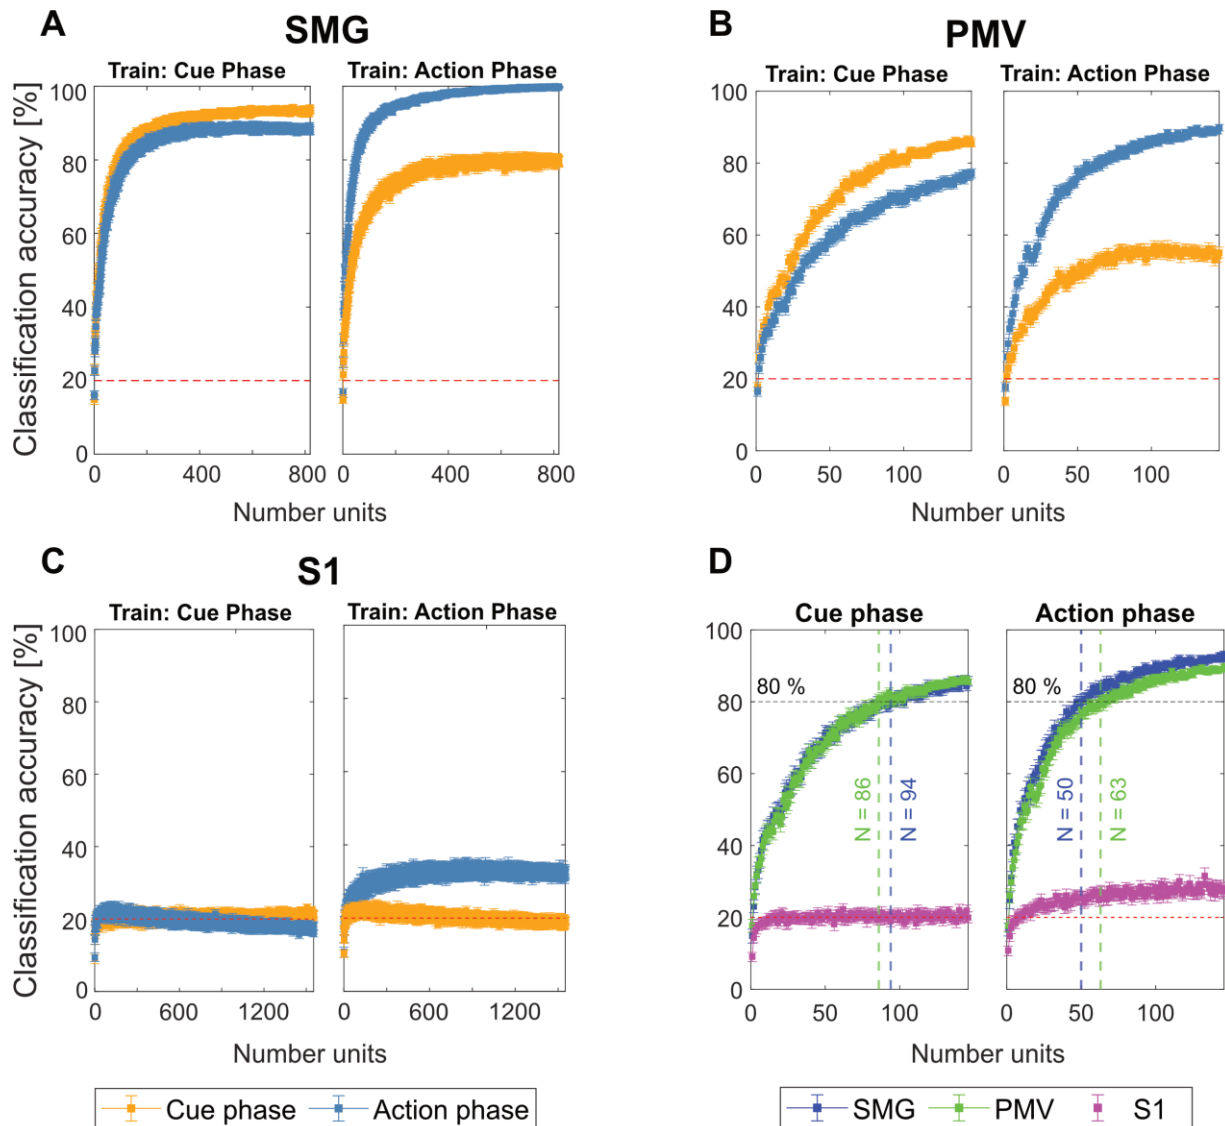 A
SMG
Train: Cue Phase
Train: Action Phase
Classification accuracy [%]
100
80
60
40
20
0
0
400
800
0
400
800
Number units
B
PMV
Train: Cue Phase
Train: Action Phase
100
80
60
40
20
0
0
50
100
0
50
100
Number units
C
S1
Train: Cue Phase
Train: Action Phase
Classification accuracy [%]
100
80
60
40
20
0
0
600
1200
0
600
1200
Number units
Cue phase
Action phase
D
Cue phase
Action phase
100
80
60
40
20
0
80 %
N = 86
N = 94
80 %
N = 50
N = 63
0
50
100
0
50
100
Number units
SMG
PMV
S1